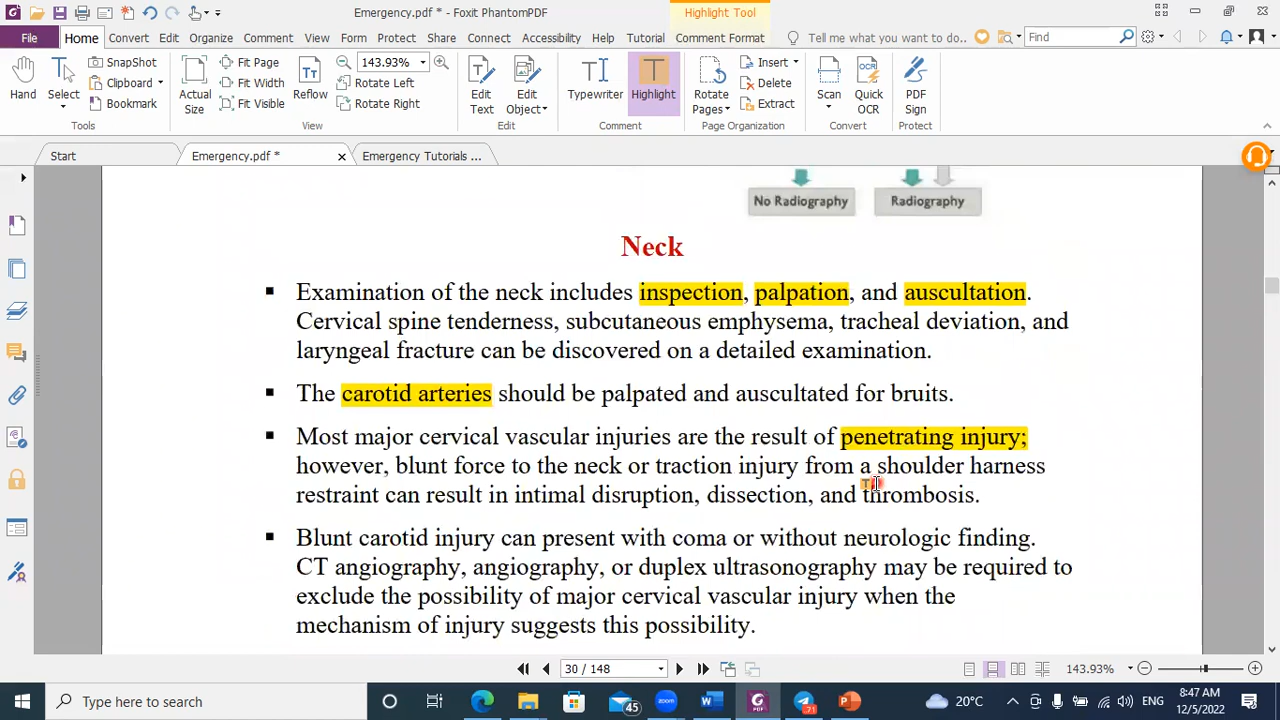 Emergency.pdf * - Foxit PhantomPDF
Highlight Tool
File Home Convert Edit Organize Comment View Form Protect Share Connect Accessibility Help Tutorial Comment Format Tell me what you want to do.. Find
Hand Select SnapShot Clipboard Bookmark Actual Size Fit Page Fit Width Fit Visible Reflow 143.93% Rotate Left Rotate Right Edit Text Edit Object Typewriter Highlight Rotate Pages Insert Delete Extract Scan Quick OCR PDF Sign
Tools View Edit Comment Page Organization Convert Protect
Start Emergency.pdf * Emergency Tutorials ...
No Radiography Radiography
Neck
▪ Examination of the neck includes inspection, palpation, and auscultation.
Cervical spine tenderness, subcutaneous emphysema, tracheal deviation, and
laryngeal fracture can be discovered on a detailed examination.
▪ The carotid arteries should be palpated and auscultated for bruits.
▪ Most major cervical vascular injuries are the result of penetrating injury;
however, blunt force to the neck or traction injury from a shoulder harness
restraint can result in intimal disruption, dissection, and thrombosis.
▪ Blunt carotid injury can present with coma or without neurologic finding.
CT angiography, angiography, or duplex ultrasonography may be required to
exclude the possibility of major cervical vascular injury when the
mechanism of injury suggests this possibility.
30 / 148 143.93%
Type here to search 45 zoom 71 20°C ENG 8:47 AM
12/5/2022